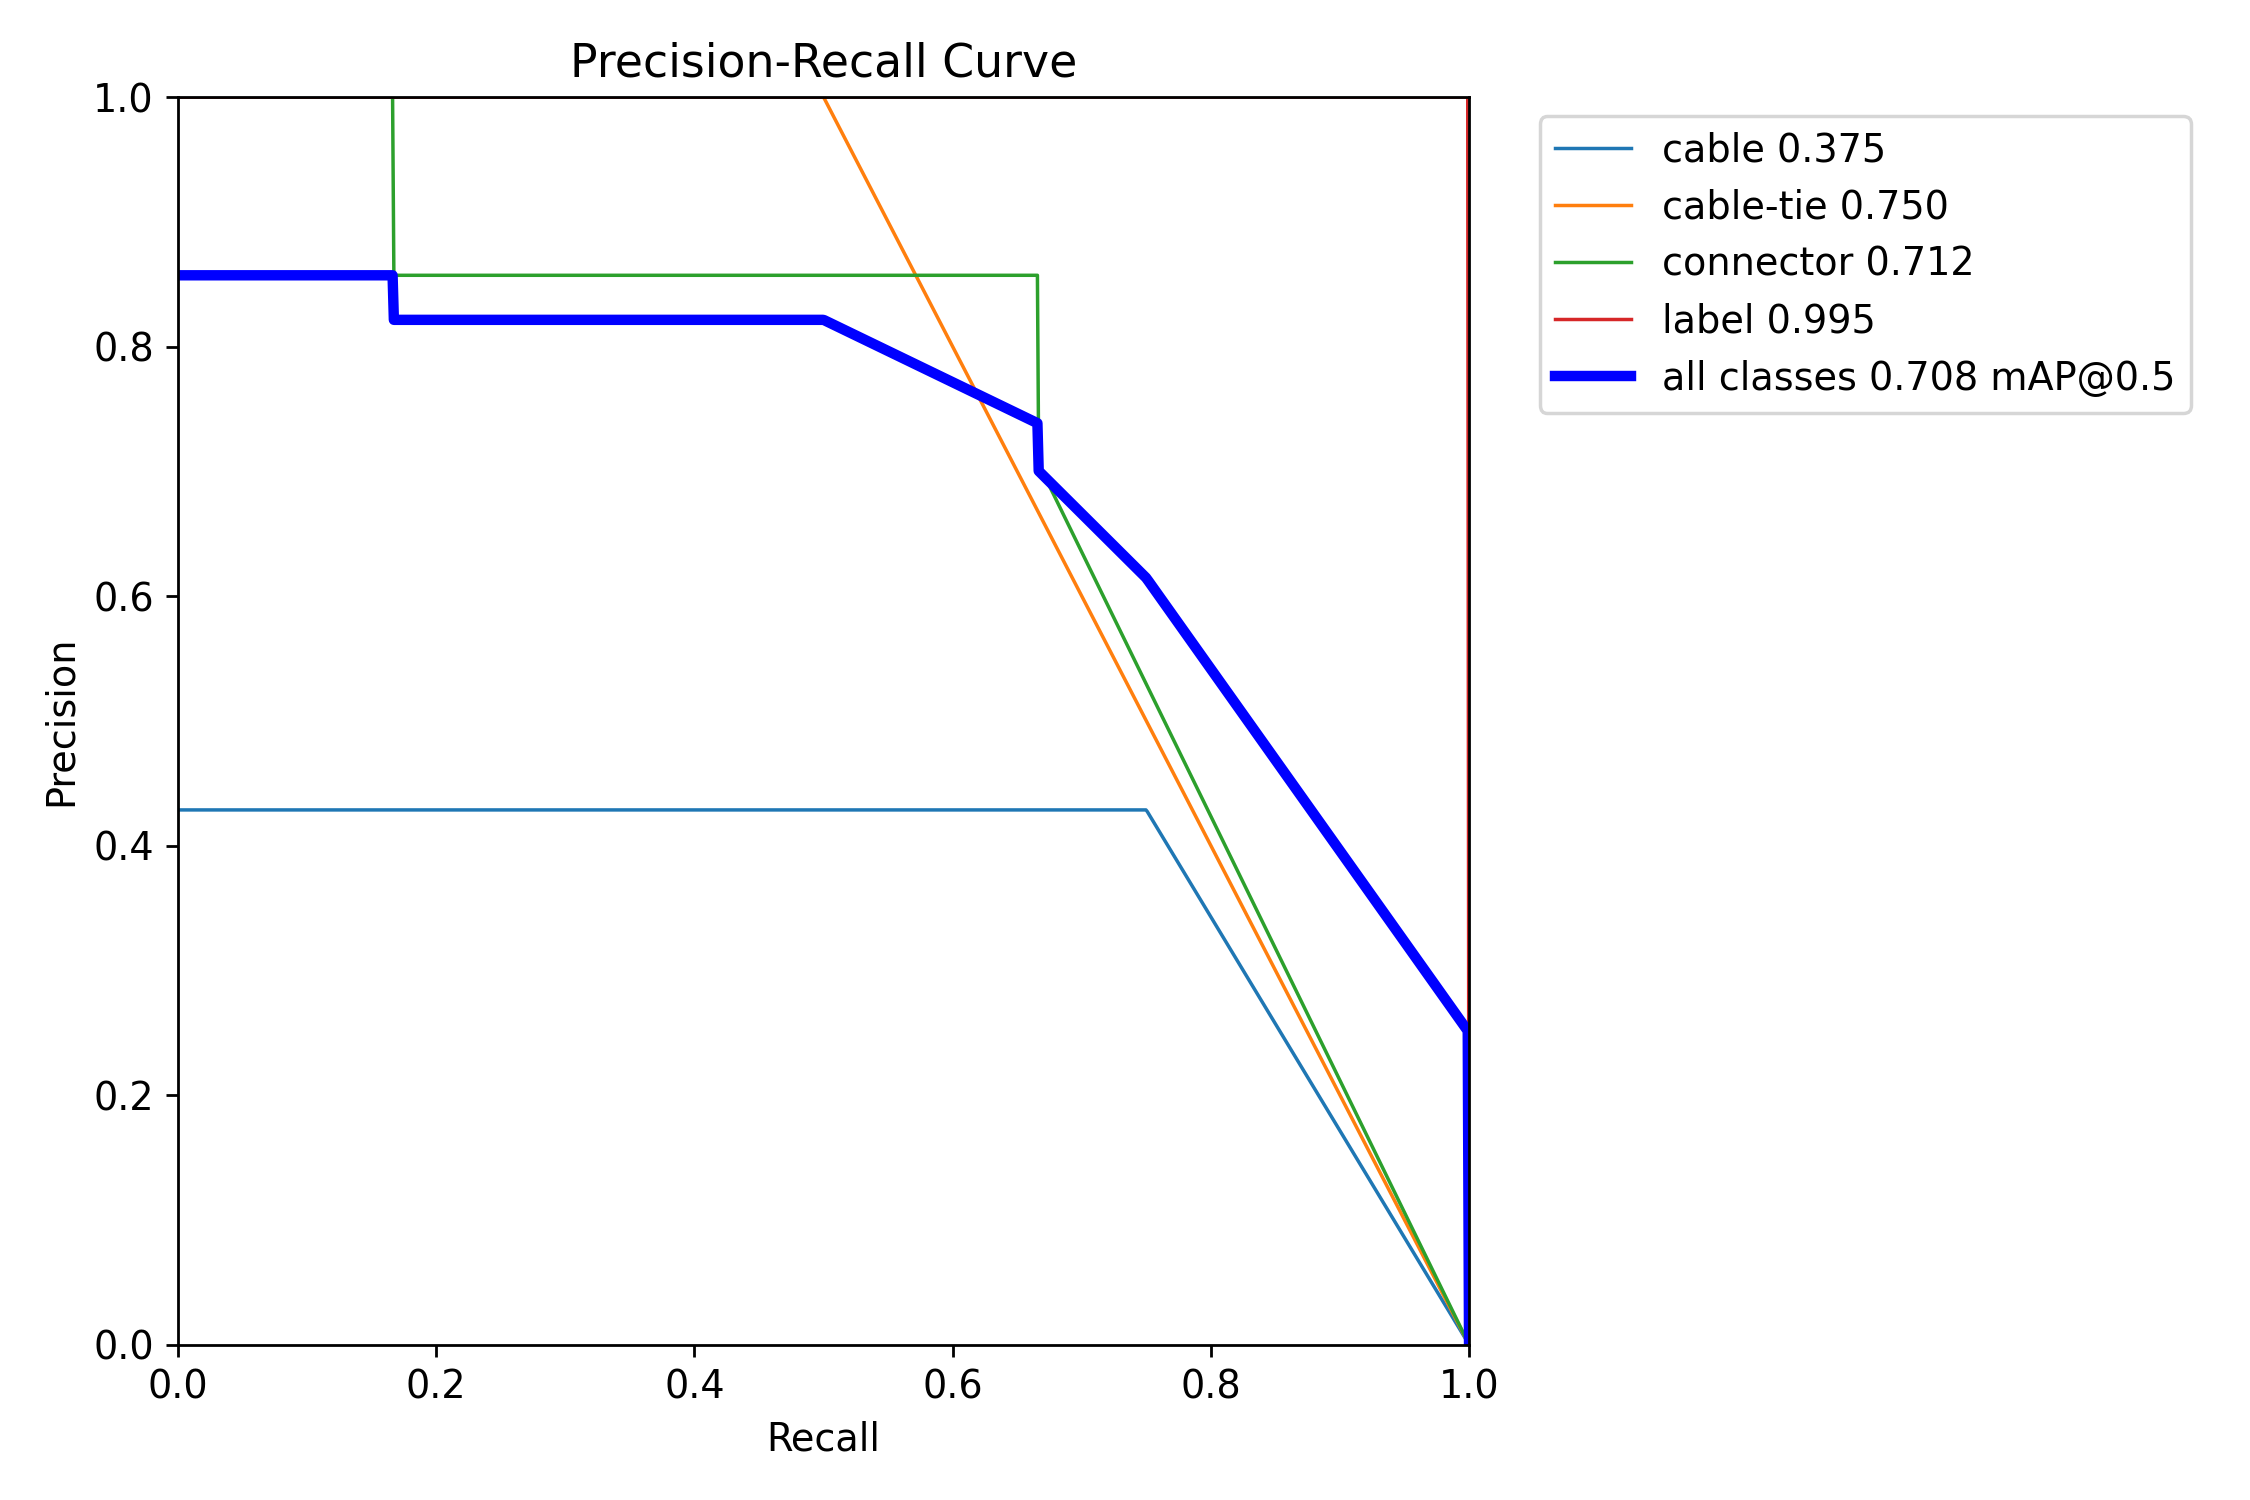 Precision-Recall Curve
1.0
0.8
0.6
0.4
0.2
0.0
Precision
0.0 0.2 0.4 0.6 0.8 1.0
Recall
cable 0.375
cable-tie 0.750
connector 0.712
label 0.995
all classes 0.708 mAP@0.5